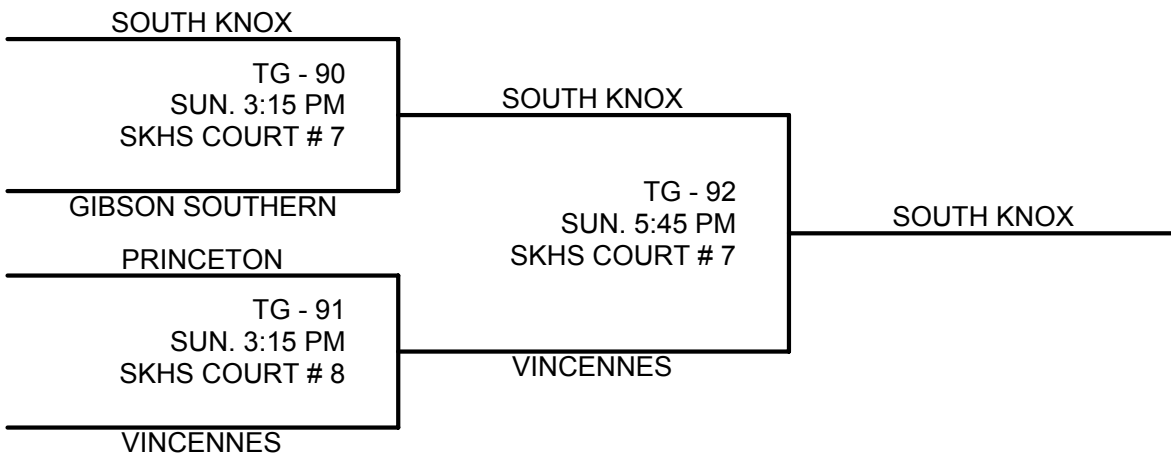 SOUTH KNOX
TG - 90
SUN. 3:15 PM
SKHS COURT # 7
GIBSON SOUTHERN
PRINCETON
TG - 91
SUN. 3:15 PM
SKHS COURT # 8
VINCENNES
SOUTH KNOX
TG - 92
SUN. 5:45 PM
SKHS COURT # 7
VINCENNES
SOUTH KNOX